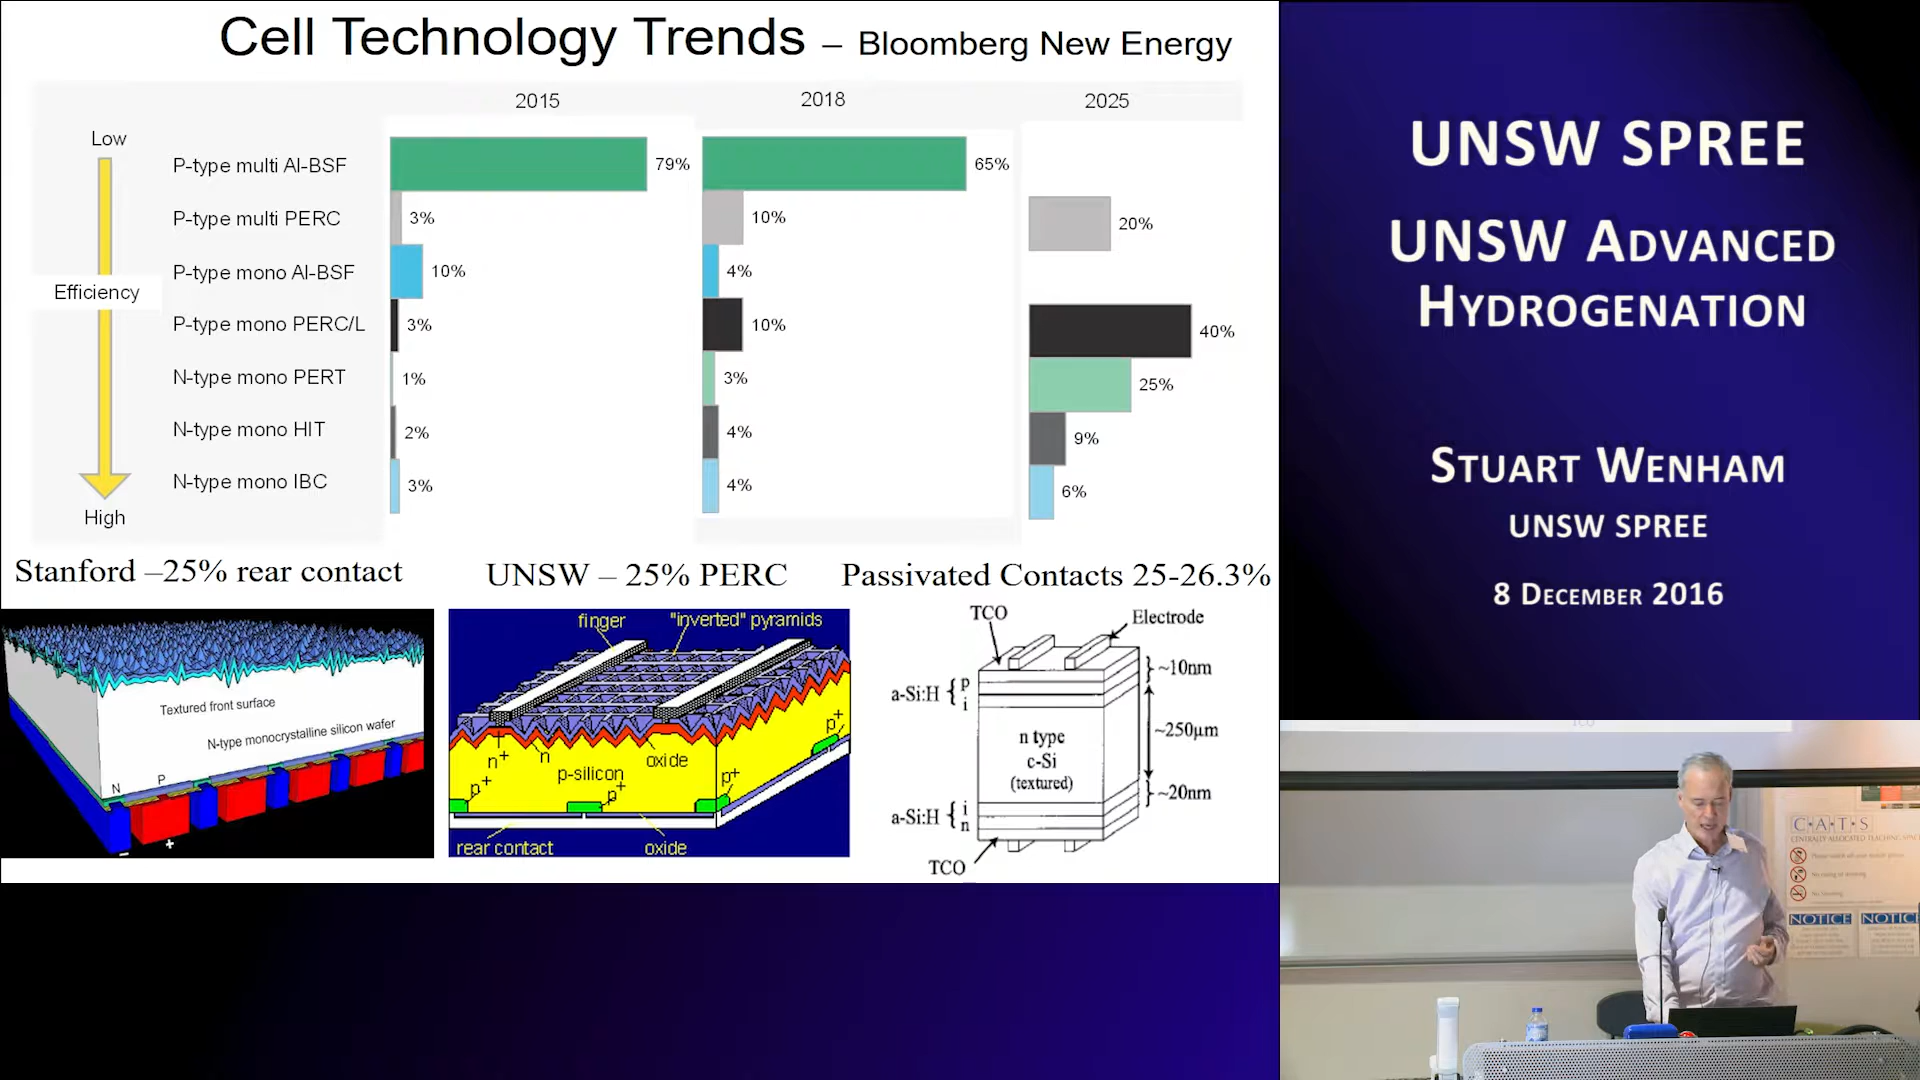 Cell Technology Trends – Bloomberg New Energy
2015
2018
2025
Low
Efficiency
High
P-type multi Al-BSF
79%
65%
P-type multi PERC
3%
10%
20%
P-type mono Al-BSF
10%
4%
P-type mono PERC/L
3%
10%
40%
N-type mono PERT
1%
3%
25%
N-type mono HIT
2%
4%
9%
N-type mono IBC
3%
4%
6%
Stanford –25% rear contact
UNSW – 25% PERC
Passivated Contacts 25-26.3%
Textured front surface
N-type monocrystalline silicon wafer
N
P
–
+
finger
"inverted" pyramids
n+
n
oxide
p-silicon
p+
p+
p+
p+
rear contact
oxide
TCO
Electrode
~10nm
a-Si:H { p
i
~250µm
n type
c-Si
(textured)
~20nm
a-Si:H { i
n
TCO
UNSW SPREE
UNSW Advanced
Hydrogenation
Stuart Wenham
UNSW SPREE
8 December 2016
C•A•T•S
NOTICE
NOTICE